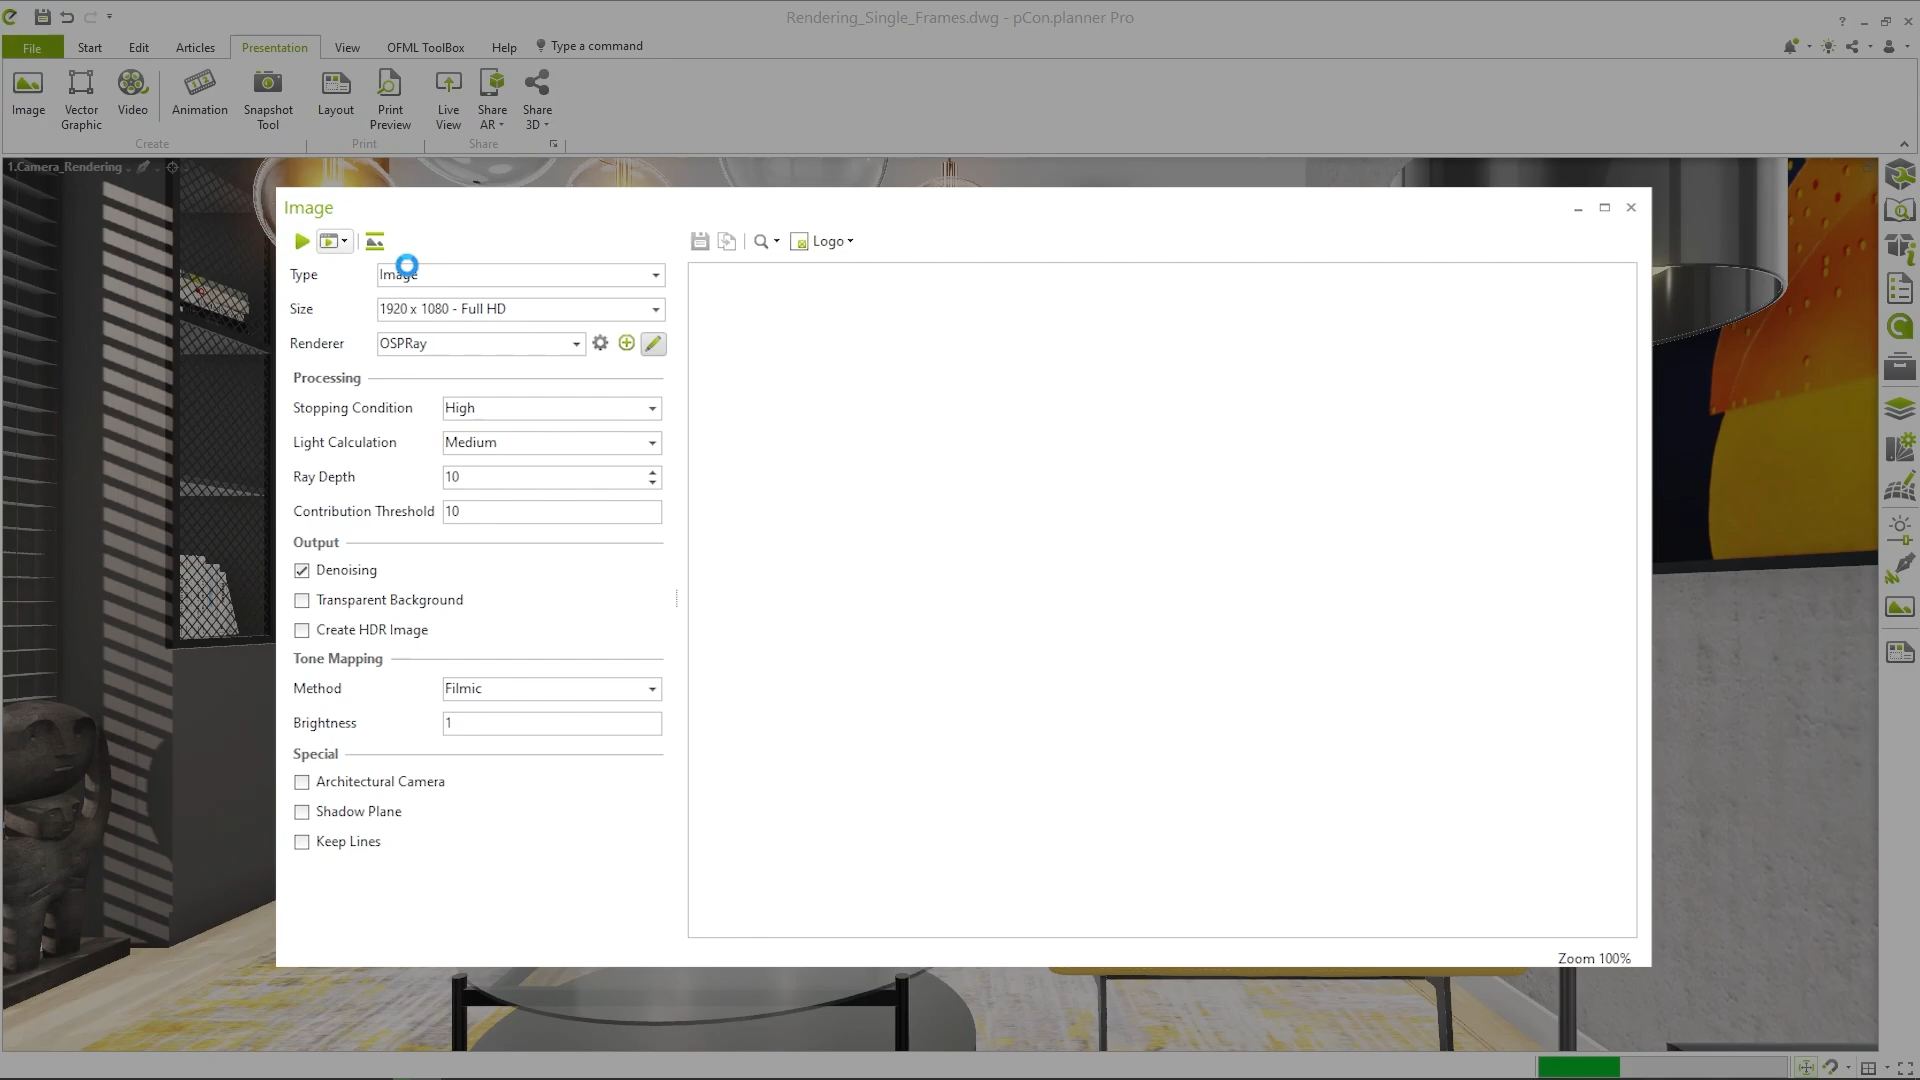 Rendering_Single_Frames.dwg - pCon.planner Pro
File Start Edit Articles Presentation View OFML ToolBox Help Type a command
Image Vector Graphic Video Animation Snapshot Tool Layout Print Preview Live View Share AR Share 3D
Create Print Share
1.Camera_Rendering
Image
Logo
Type Image
Size 1920 x 1080 - Full HD
Renderer OSPRay
Processing
Stopping Condition High
Light Calculation Medium
Ray Depth 10
Contribution Threshold 10
Output
Denoising
Transparent Background
Create HDR Image
Tone Mapping
Method Filmic
Brightness 1
Special
Architectural Camera
Shadow Plane
Keep Lines
Zoom 100%